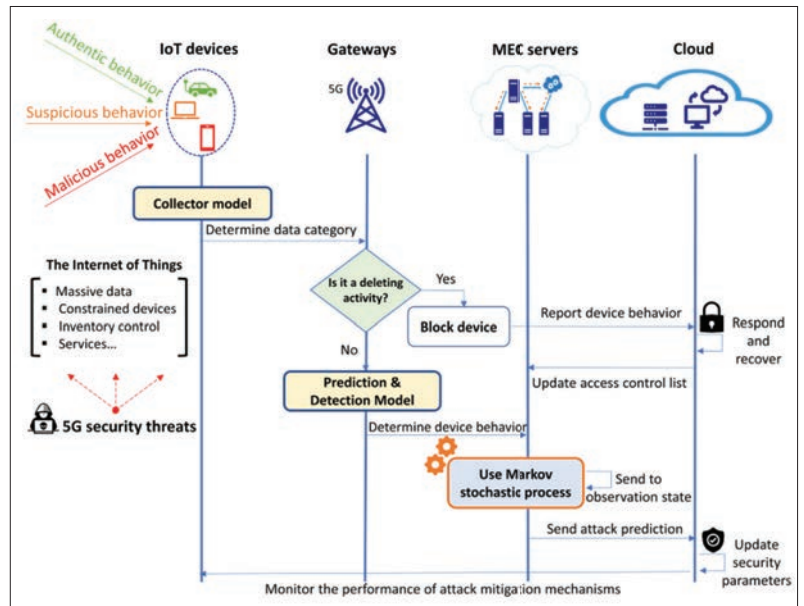 IoT devices
Gateways
MEC servers
Cloud
Authentic behavior
Suspicious behavior
Malicious behavior
5G
Collector model
Determine data category
The Internet of Things
▪ Massive data
▪ Constrained devices
▪ Inventory control
▪ Services...
5G security threats
Is it a deleting
activity?
Yes
No
Block device
Report device behavior
Respond
and
recover
Update access control list
Prediction &
Detection Model
Determine device behavior
Use Markov
stochastic process
Send to
observation state
Send attack prediction
Update
security
parameters
Monitor the performance of attack mitigation mechanisms